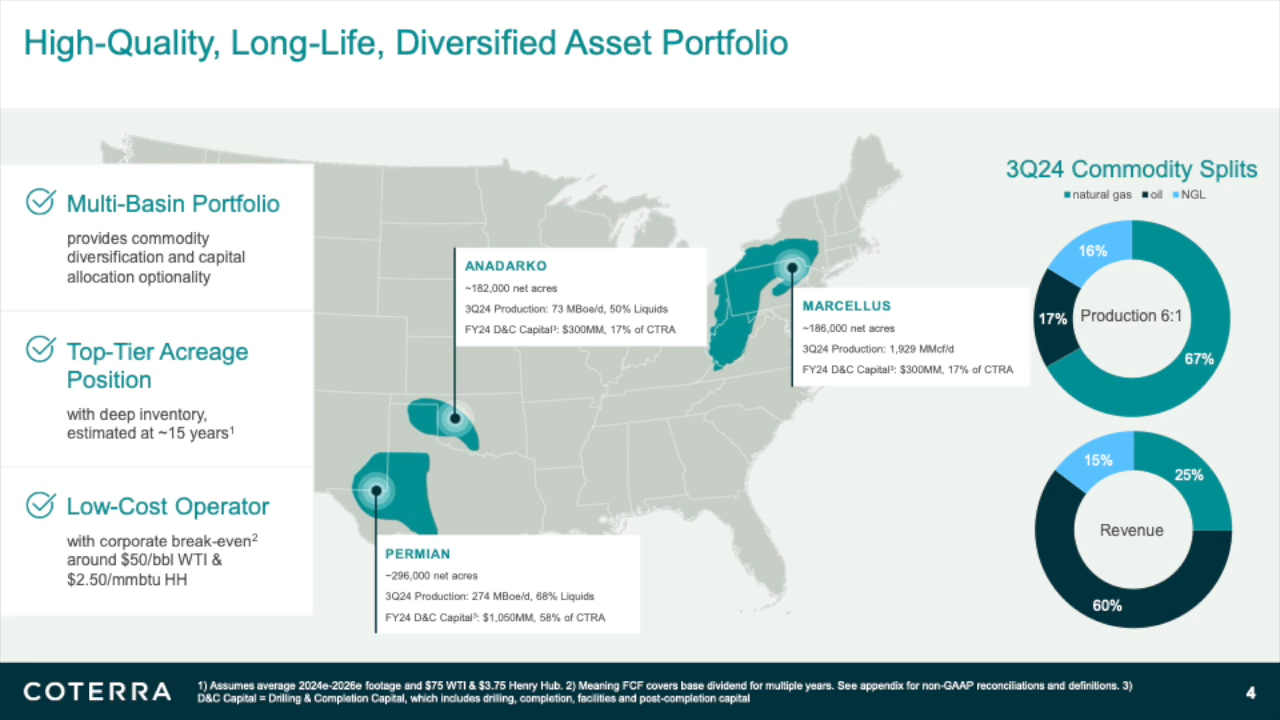 High-Quality, Long-Life, Diversified Asset Portfolio
Multi-Basin Portfolio
provides commodity
diversification and capital
allocation optionality
Top-Tier Acreage
Position
with deep inventory,
estimated at ~15 years¹
Low-Cost Operator
with corporate break-even²
around $50/bbl WTI &
$2.50/mmbtu HH
ANADARKO
~182,000 net acres
3Q24 Production: 73 MBoe/d, 50% Liquids
FY24 D&C Capital³: $300MM, 17% of CTRA
MARCELLUS
~186,000 net acres
3Q24 Production: 1,929 MMcf/d
FY24 D&C Capital³: $300MM, 17% of CTRA
PERMIAN
~296,000 net acres
3Q24 Production: 274 MBoe/d, 68% Liquids
FY24 D&C Capital³: $1,050MM, 58% of CTRA
3Q24 Commodity Splits
natural gas oil NGL
16%
17%
Production 6:1
67%
15%
25%
Revenue
60%
COTERRA
1) Assumes average 2024e-2026e footage and $75 WTI & $3.75 Henry Hub. 2) Meaning FCF covers base dividend for multiple years. See appendix for non-GAAP reconciliations and definitions. 3)
D&C Capital = Drilling & Completion Capital, which includes drilling, completion, facilities and post-completion capital
4